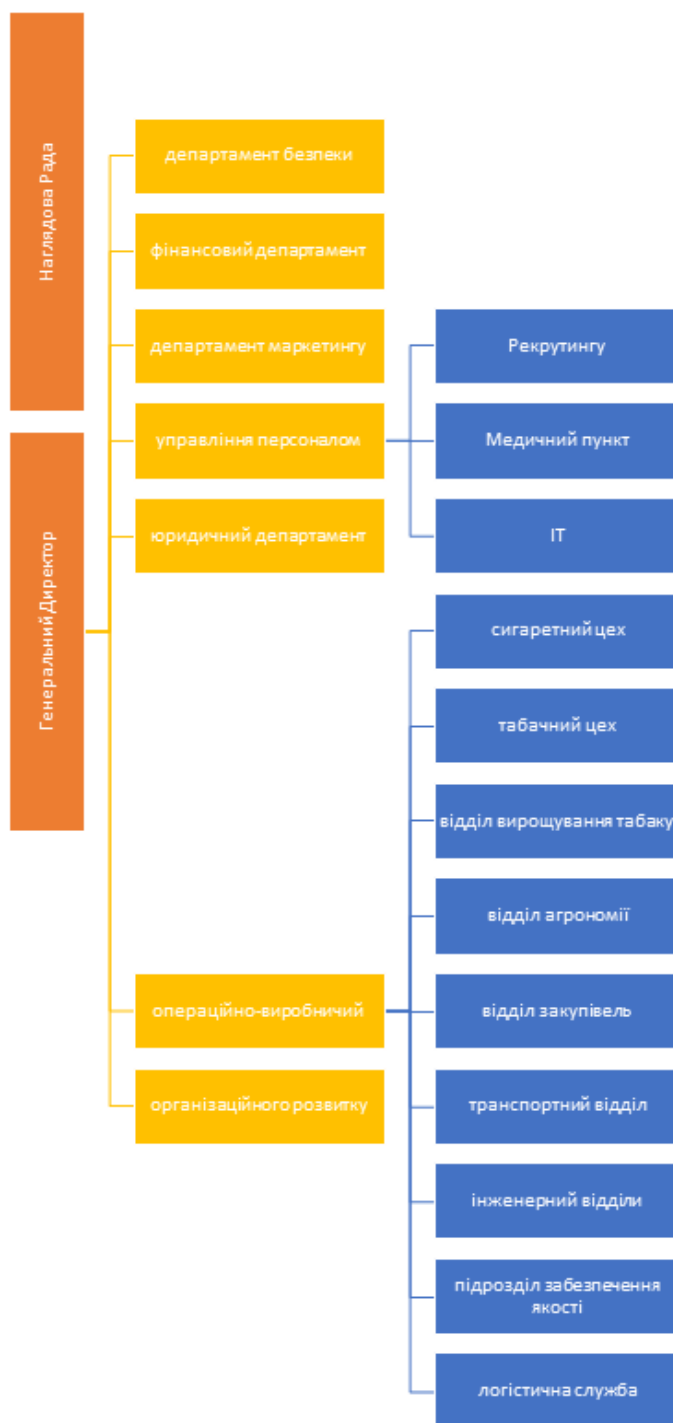 Наглядова Рада
Генеральний Директор
департамент безпеки
фінансовий департамент
департамент маркетингу
управління персоналом
Рекрутингу
Медичний пункт
ІТ
юридичний департамент
операційно-виробничий
сигаретний цех
табачний цех
відділ вирощування табаку
відділ агрономії
відділ закупівель
транспортний відділ
інженерний відділи
підрозділ забезпечення
якості
логістична служба
організаційного розвитку